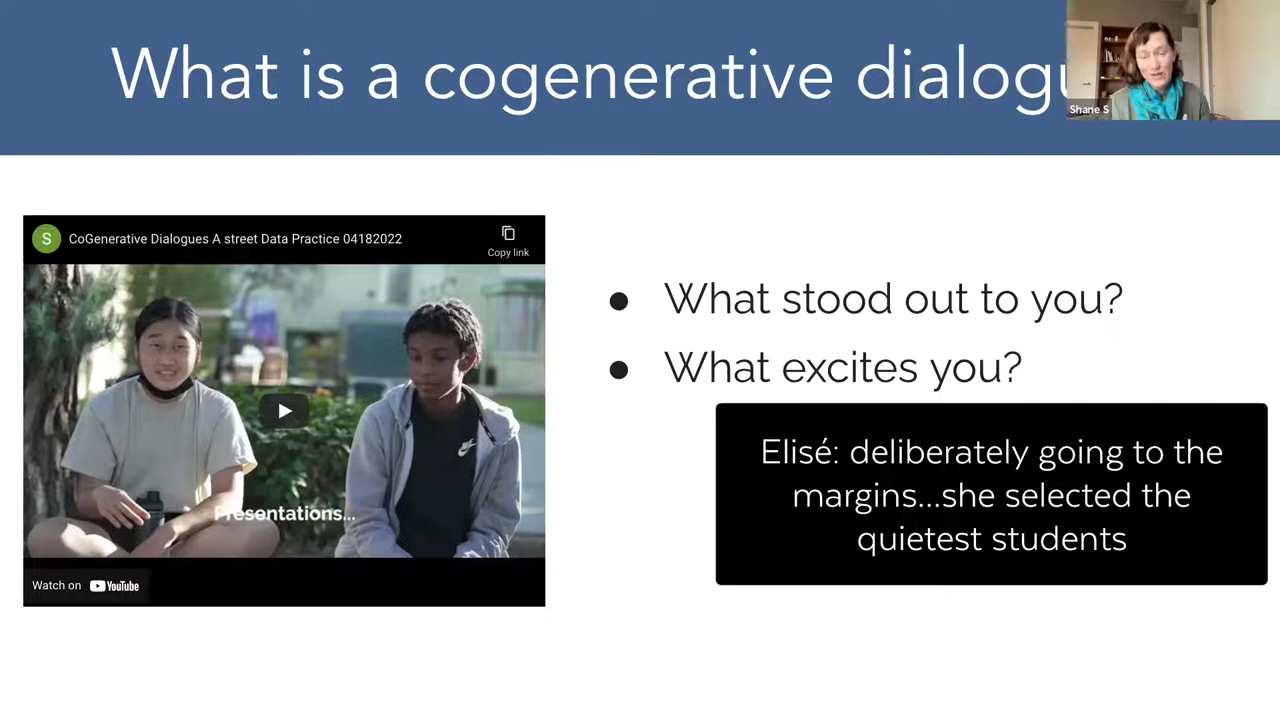 What is a cogenerative dialogu
Shane S
S
CoGenerative Dialogues A street Data Practice 04182022
Copy link
Presentations...
Watch on YouTube
● What stood out to you?
● What excites you?
Elisé: deliberately going to the
margins...she selected the
quietest students